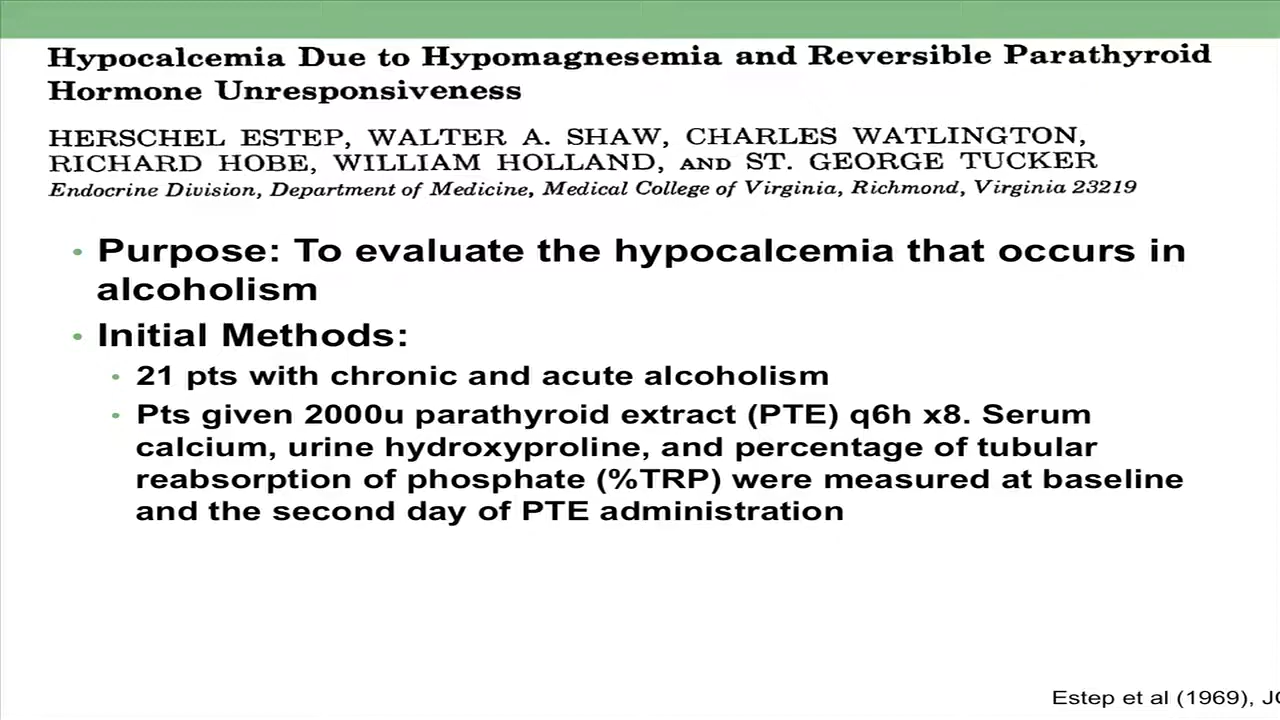 Hypocalcemia Due to Hypomagnesemia and Reversible Parathyroid
Hormone Unresponsiveness
HERSCHEL ESTEP, WALTER A. SHAW, CHARLES WATLINGTON,
RICHARD HOBE, WILLIAM HOLLAND, AND ST. GEORGE TUCKER
Endocrine Division, Department of Medicine, Medical College of Virginia, Richmond, Virginia 23219
• Purpose: To evaluate the hypocalcemia that occurs in
alcoholism
• Initial Methods:
• 21 pts with chronic and acute alcoholism
• Pts given 2000u parathyroid extract (PTE) q6h x8. Serum
calcium, urine hydroxyproline, and percentage of tubular
reabsorption of phosphate (%TRP) were measured at baseline
and the second day of PTE administration
Estep et al (1969),